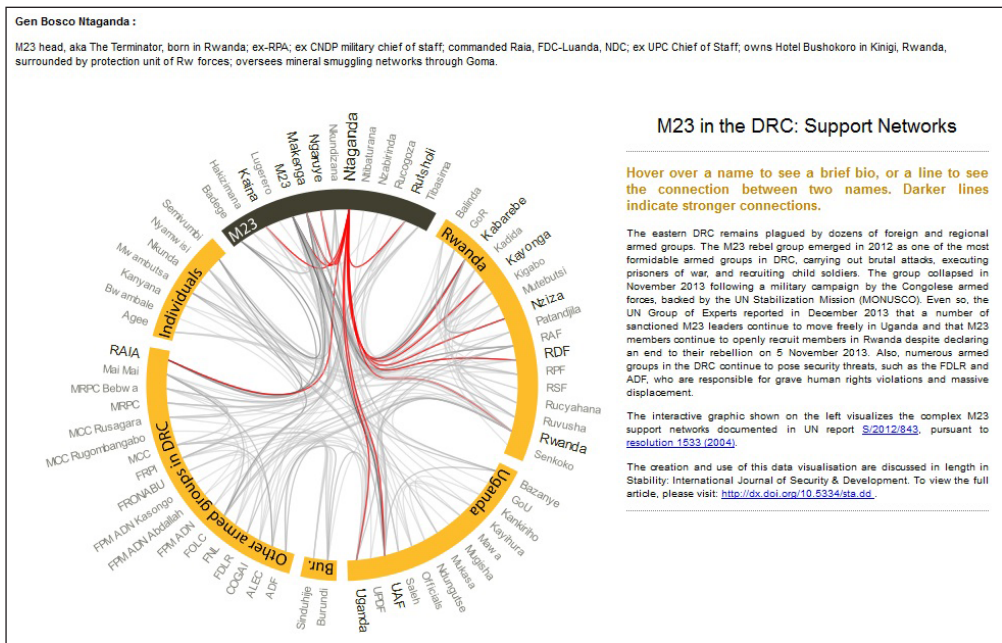 Gen Bosco Ntaganda :
M23 head, aka The Terminator, born in Rwanda; ex-RPA; ex CNDP military chief of staff; commanded Raia, FDC-Luanda, NDC; ex UPC Chief of Staff; owns Hotel Bushokoro in Kinigi, Rwanda,
surrounded by protection unit of Rw forces; oversees mineral smuggling networks through Goma.
M23
Badege
Hakizimana
Kaina
Lugerero
M23
Makenga
Ngaruye
Nkundizana
Ntaganda
Ntibaturana
Nzabirinda
Rucogoza
Rutsholi
Tibasima
Rwanda
Balinda
GoR
Kabarebe
Kadida
Kayonga
Kigabo
Mutebutsi
Nziza
Patandjila
RAF
RDF
RPF
RSF
Rucyahana
Ruvusha
Rwanda
Senkoko
Uganda
Bazanye
GoU
Kankiriho
Kayihura
Mawa
Mugisha
Mukasa
Ndungutse
Officials
Saleh
UAF
UPDF
Uganda
Bur.
Burundi
Sinduhije
Other armed groups in DRC
ADF
ALEC
COGAI
FDLR
FNL
FOLC
FPM ADN
FPM ADN Abdallah
FPM ADN Kasongo
FRONABU
FRPI
MCC
MCC Rugombangabo
MCC Rusagara
MRPC
MRPC Bebwa
Mai Mai
RAIA
Individuals
Agee
Bwambale
Kanyana
Mwambutsa
Nkunda
Nyamwisi
Semivumbi
M23 in the DRC: Support Networks
Hover over a name to see a brief bio, or a line to see
the connection between two names. Darker lines
indicate stronger connections.
The eastern DRC remains plagued by dozens of foreign and regional
armed groups. The M23 rebel group emerged in 2012 as one of the most
formidable armed groups in DRC, carrying out brutal attacks, executing
prisoners of war, and recruiting child soldiers. The group collapsed in
November 2013 following a military campaign by the Congolese armed
forces, backed by the UN Stabilization Mission (MONUSCO). Even so, the
UN Group of Experts reported in December 2013 that a number of
sanctioned M23 leaders continue to move freely in Uganda and that M23
members continue to openly recruit members in Rwanda despite declaring
an end to their rebellion on 5 November 2013. Also, numerous armed
groups in the DRC continue to pose security threats, such as the FDLR and
ADF, who are responsible for grave human rights violations and massive
displacement.
The interactive graphic shown on the left visualizes the complex M23
support networks documented in UN report S/2012/843, pursuant to
resolution 1533 (2004).
The creation and use of this data visualisation are discussed in length in
Stability: International Journal of Security & Development. To view the full
article, please visit: http://dx.doi.org/10.5334/sta.dd .